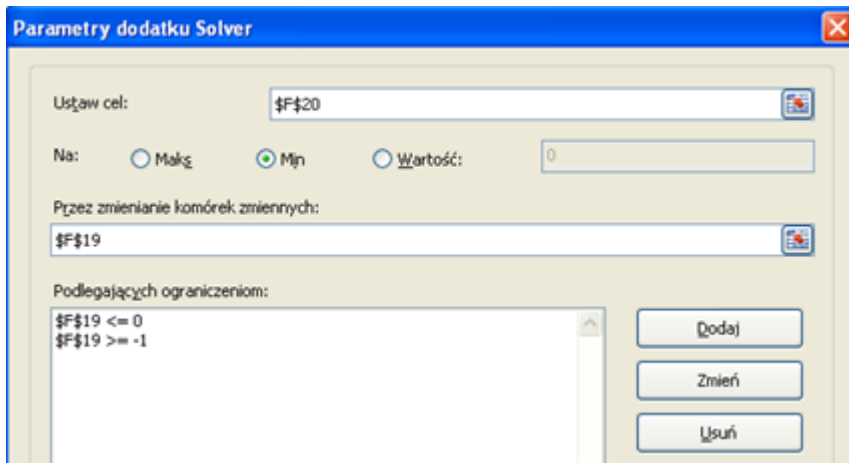 Parametry dodatku Solver
Ustaw cel: $F$20
Na: Maks Min Wartość: 0
Przez zmienianie komórek zmiennych:
$F$19
Podlegających ograniczeniom:
$F$19 <= 0
$F$19 >= -1
Dodaj
Zmień
Usuń